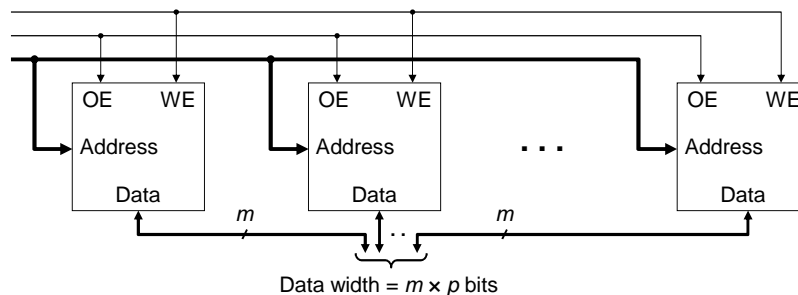 OE WE OE WE OE WE
Address Address . . . Address
Data Data Data
m . . m
Data width = m × p bits